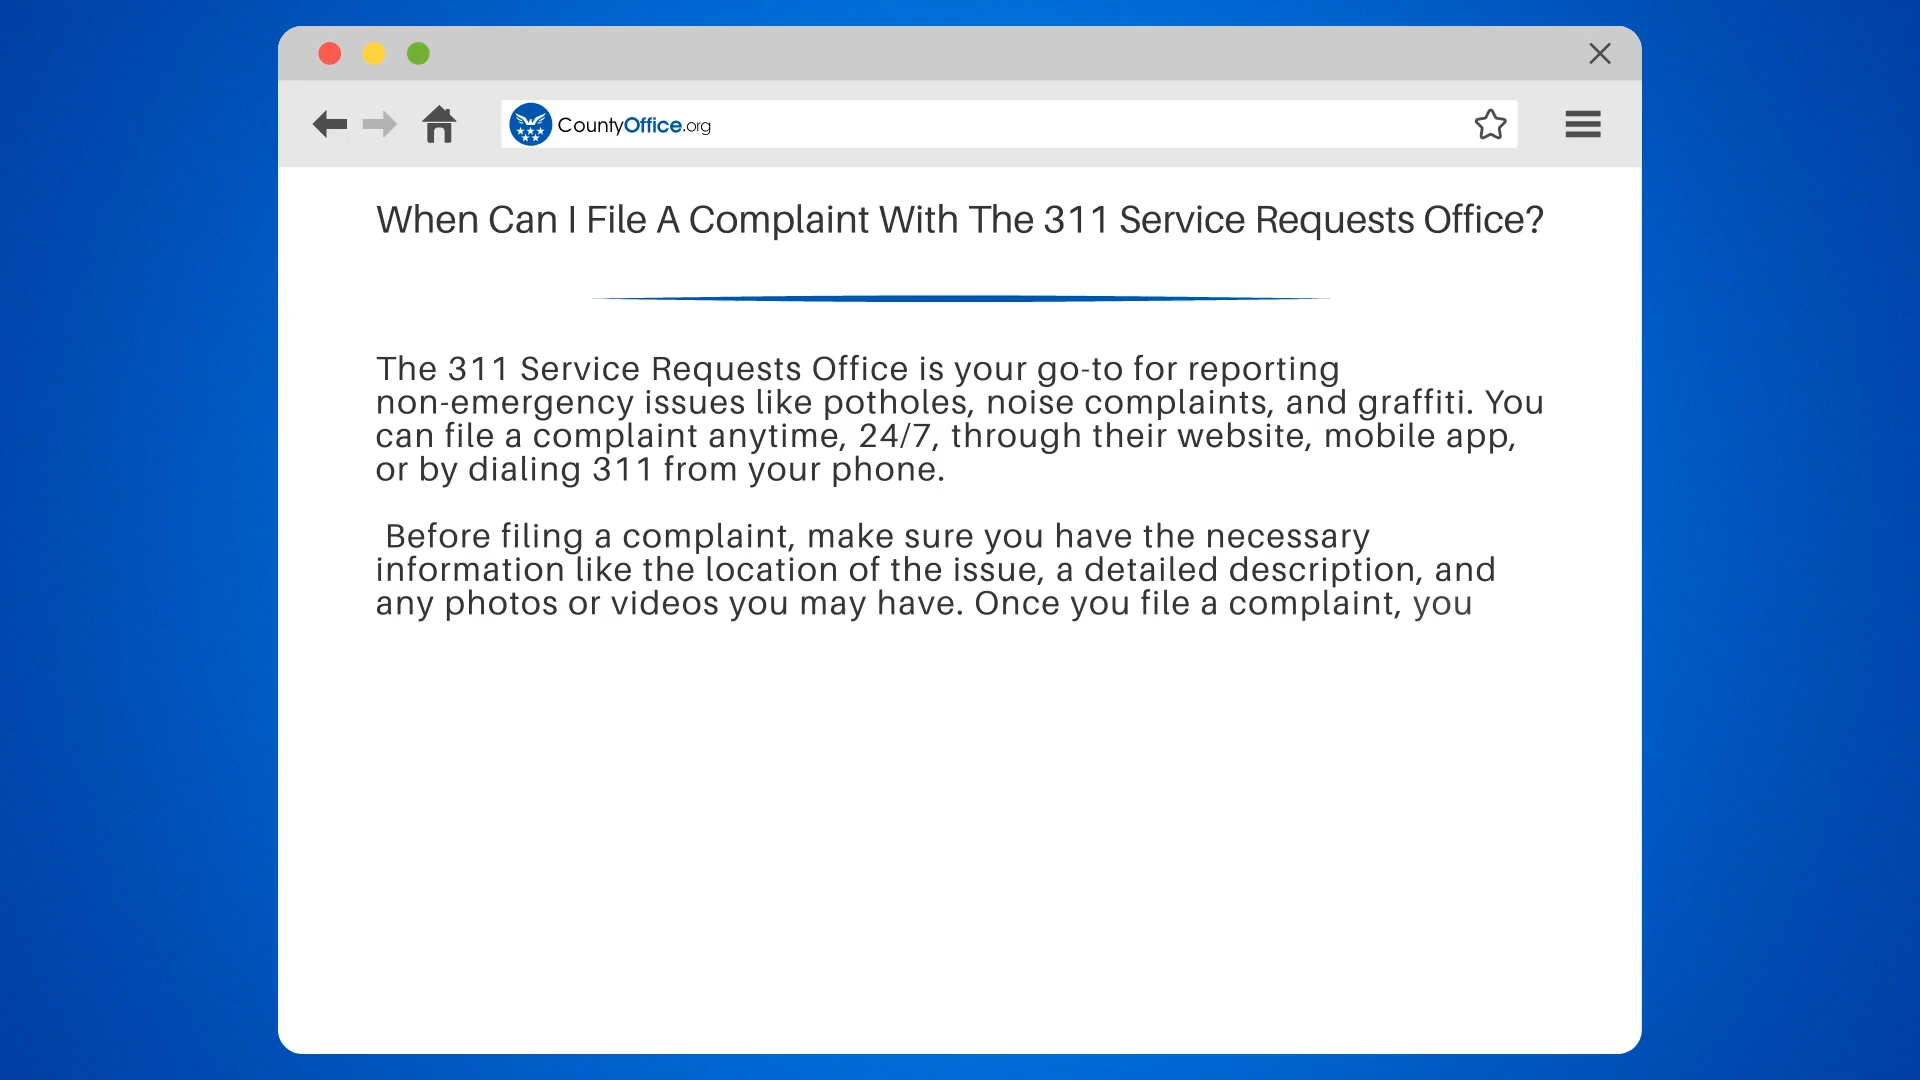 CountyOffice.org
When Can I File A Complaint With The 311 Service Requests Office?
The 311 Service Requests Office is your go-to for reporting
non-emergency issues like potholes, noise complaints, and graffiti. You
can file a complaint anytime, 24/7, through their website, mobile app,
or by dialing 311 from your phone.
Before filing a complaint, make sure you have the necessary
information like the location of the issue, a detailed description, and
any photos or videos you may have. Once you file a complaint, you